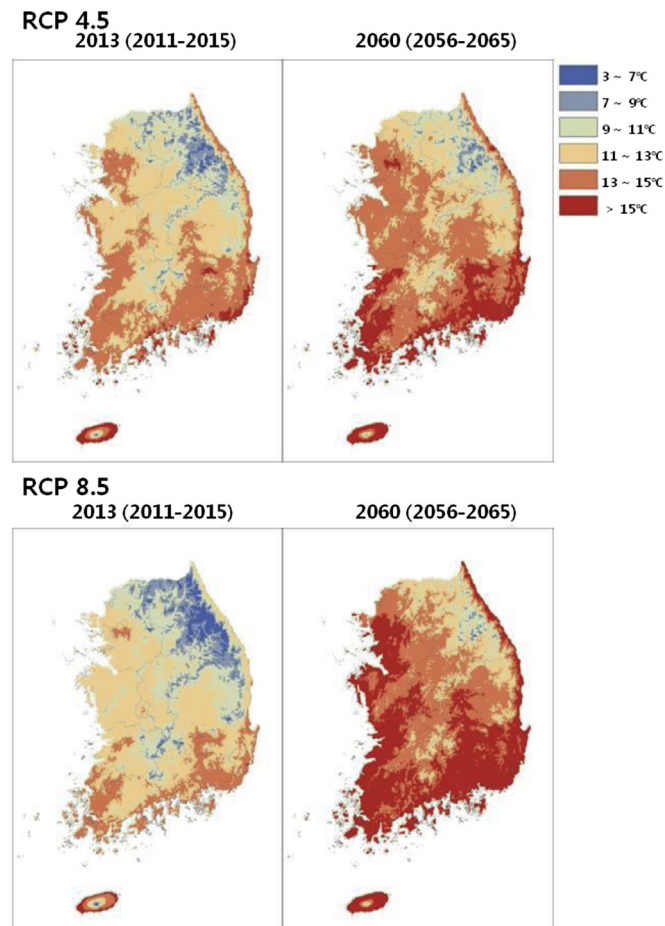 RCP 4.5
2013 (2011-2015)
2060 (2056-2065)
3 ~ 7℃
7 ~ 9℃
9 ~ 11℃
11 ~ 13℃
13 ~ 15℃
> 15℃
RCP 8.5
2013 (2011-2015)
2060 (2056-2065)